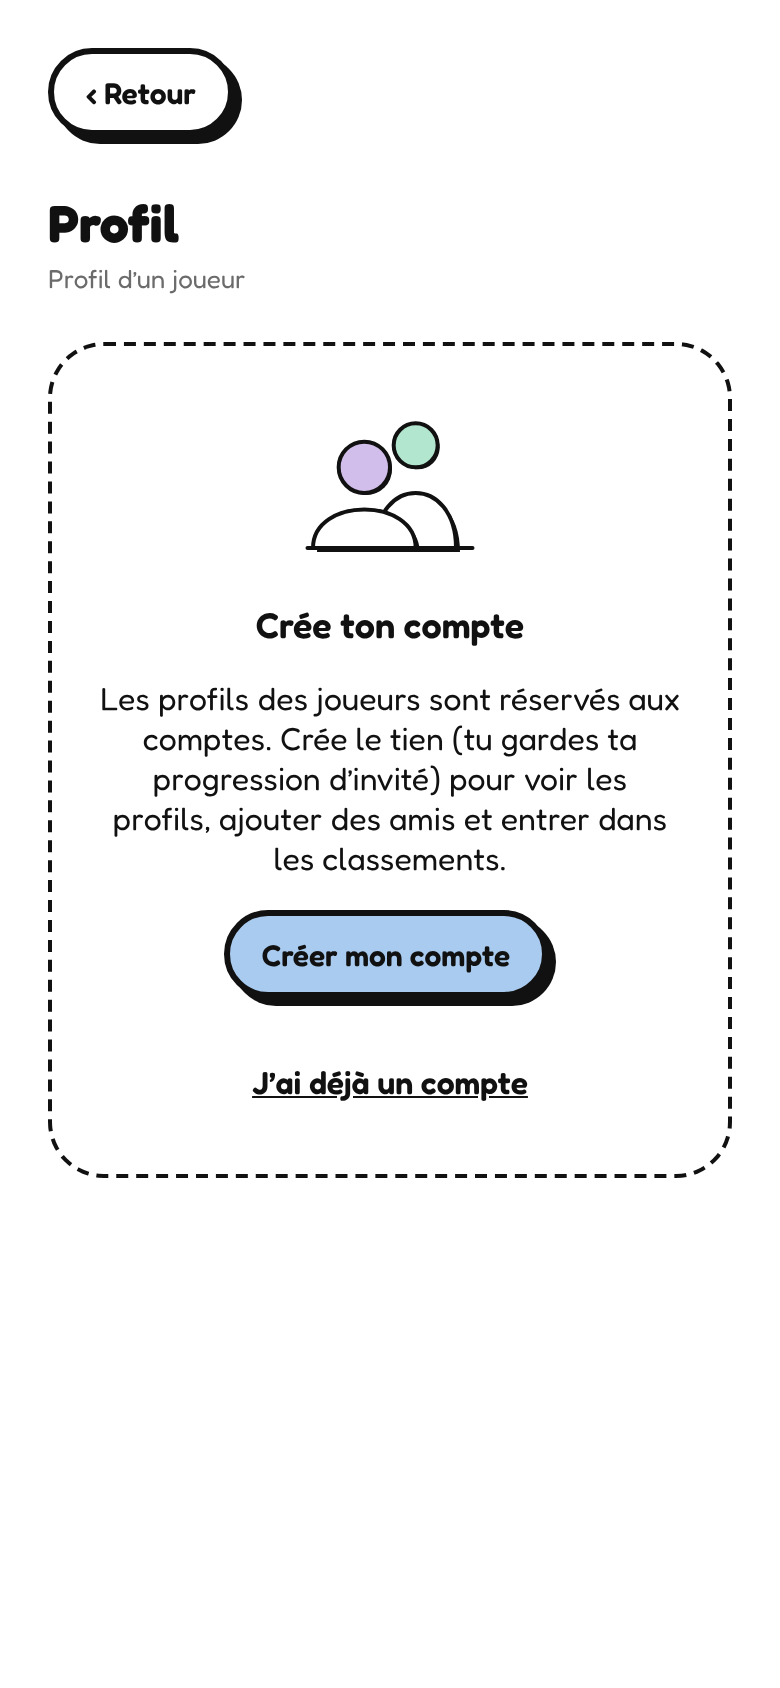 ‹ Retour
Profil
Profil d’un joueur
Crée ton compte
Les profils des joueurs sont réservés aux
comptes. Crée le tien (tu gardes ta
progression d’invité) pour voir les
profils, ajouter des amis et entrer dans
les classements.
Créer mon compte
J’ai déjà un compte